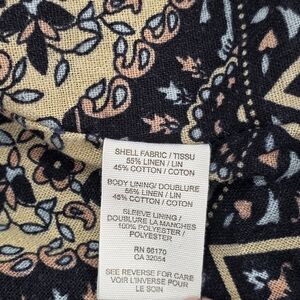 SHELL FABRIC / TISSU
55% LINEN / LIN
45% COTTON / COTON
BODY LINING/ DOUBLURE
55% LINEN / LIN
45% COTTON / COTON
SLEEVE LINING /
DOUBLURE LA MANCHES
100% POLYESTER /
POLYESTER
RN 66170
CA 32054
SEE REVERSE FOR CARE
VOIR L'INVERSE POUR
LE SOIN